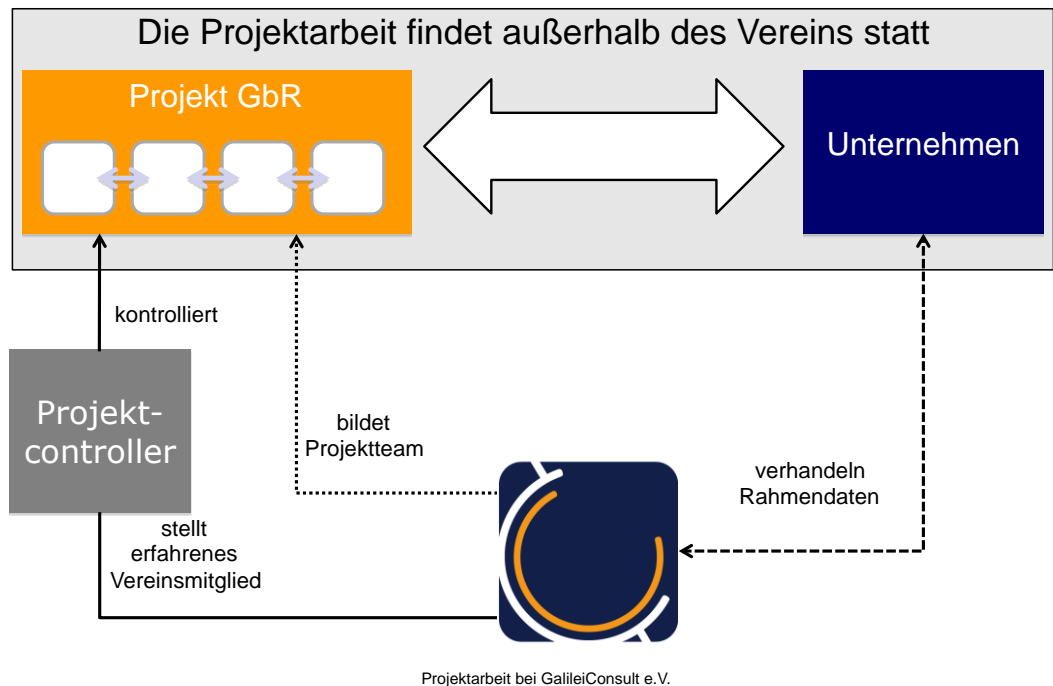 Die Projektarbeit findet außerhalb des Vereins statt
Projekt GbR
Unternehmen
kontrolliert
Projekt-
controller
bildet
Projektteam
verhandeln
Rahmendaten
stellt
erfahrenes
Vereinsmitglied
Projektarbeit bei GalileiConsult e.V.